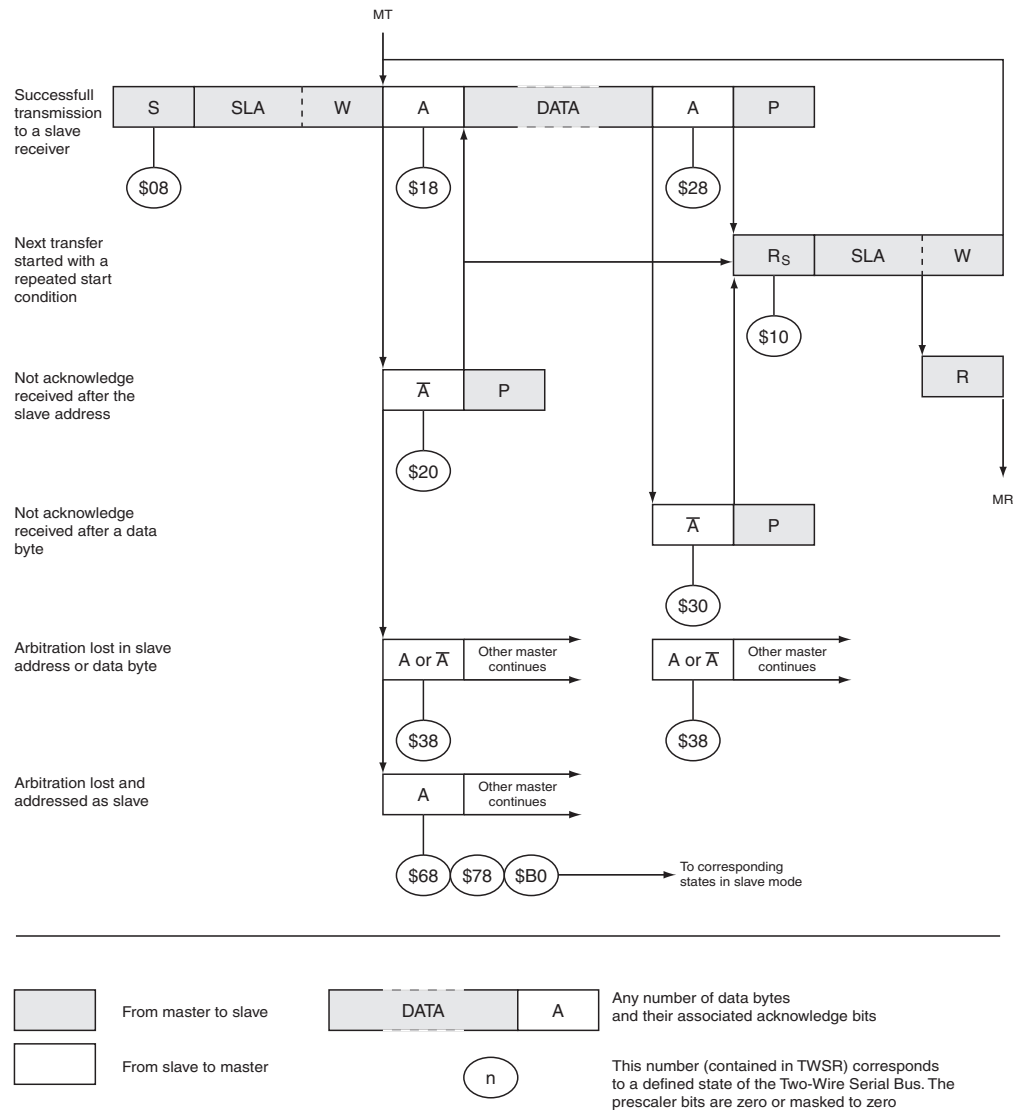 MT
Successfull
transmission
to a slave
receiver
S SLA W A DATA A P
$08 $18 $28
Next transfer
started with a
repeated start
condition
RS SLA W
$10
Not acknowledge
received after the
slave address
A̅ P
R
$20
MR
Not acknowledge
received after a data
byte
A̅ P
$30
Arbitration lost in slave
address or data byte
A or A̅
Other master
continues
A or A̅
Other master
continues
$38 $38
Arbitration lost and
addressed as slave
A
Other master
continues
$68 $78 $B0
To corresponding
states in slave mode
From master to slave
DATA A
Any number of data bytes
and their associated acknowledge bits
From slave to master
n
This number (contained in TWSR) corresponds
to a defined state of the Two-Wire Serial Bus. The
prescaler bits are zero or masked to zero